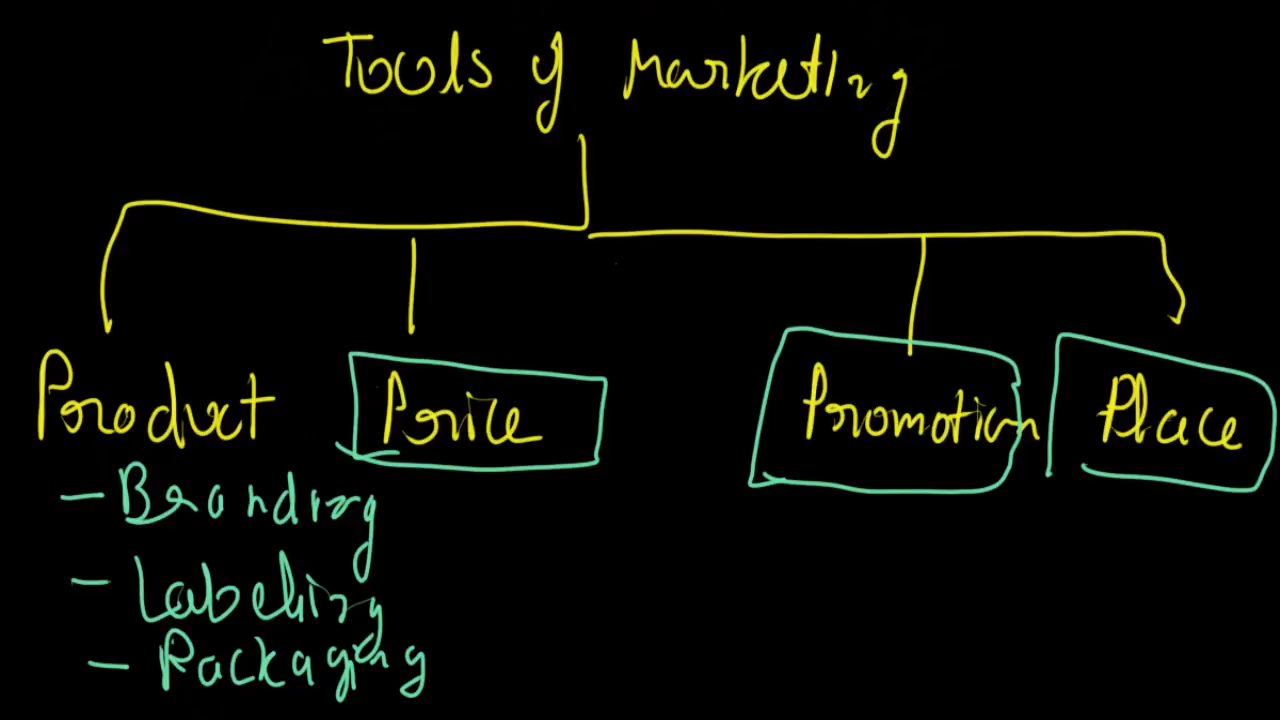 Tools of Marketing
Product Price Promotion Place
- Branding
- Labeling
- Packaging